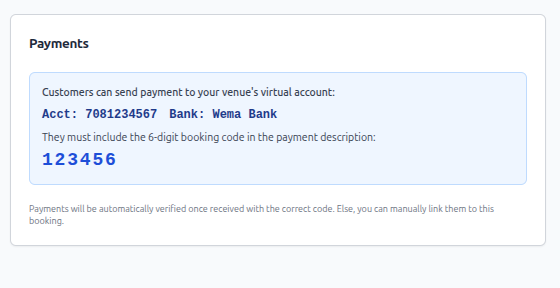 Payments
Customers can send payment to your venue's virtual account:
Acct: 7081234567 Bank: Wema Bank
They must include the 6-digit booking code in the payment description:
123456
Payments will be automatically verified once received with the correct code. Else, you can manually link them to this
booking.